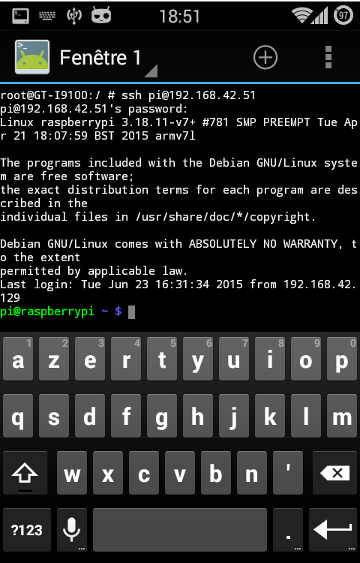 18:51
97
Fenêtre 1
root@GT-I9100:/ # ssh pi@192.168.42.51
pi@192.168.42.51's password:
Linux raspberrypi 3.18.11-v7+ #781 SMP PREEMPT Tue Ap
r 21 18:07:59 BST 2015 armv7l
The programs included with the Debian GNU/Linux syste
m are free software;
the exact distribution terms for each program are des
cribed in the
individual files in /usr/share/doc/*/copyright.
Debian GNU/Linux comes with ABSOLUTELY NO WARRANTY, t
o the extent
permitted by applicable law.
Last login: Tue Jun 23 16:31:34 2015 from 192.168.42.
129
pi@raspberrypi ~ $
1 2 3 4 5 6 7 8 9 0
a z e r t y u i o p
q s d f g h j k l m
w x c v b n '
?123 ... . ... ...